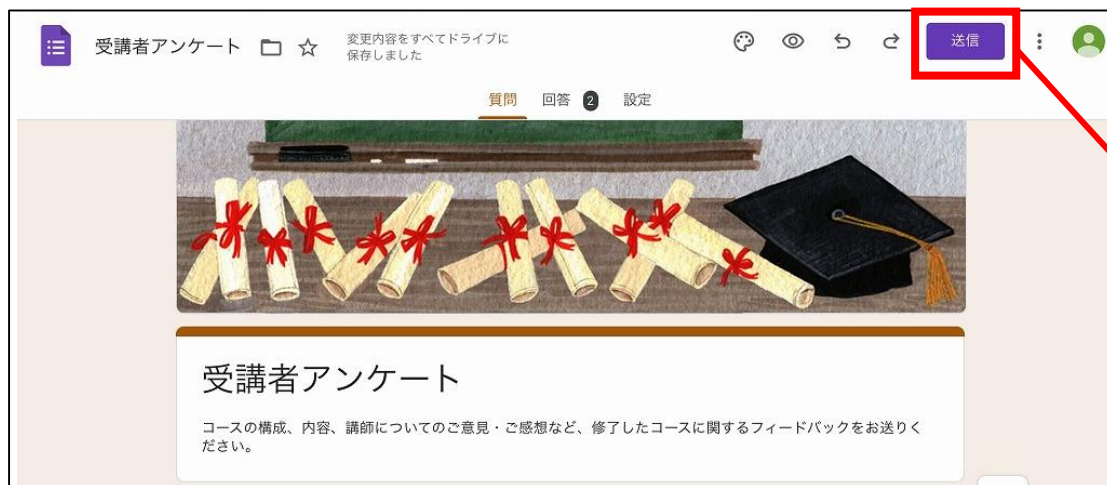 受講者アンケート
変更内容をすべてドライブに
保存しました
送信
質問 回答 2 設定
受講者アンケート
コースの構成、内容、講師についてのご意見・ご感想など、修了したコースに関するフィードバックをお送りく
ださい。